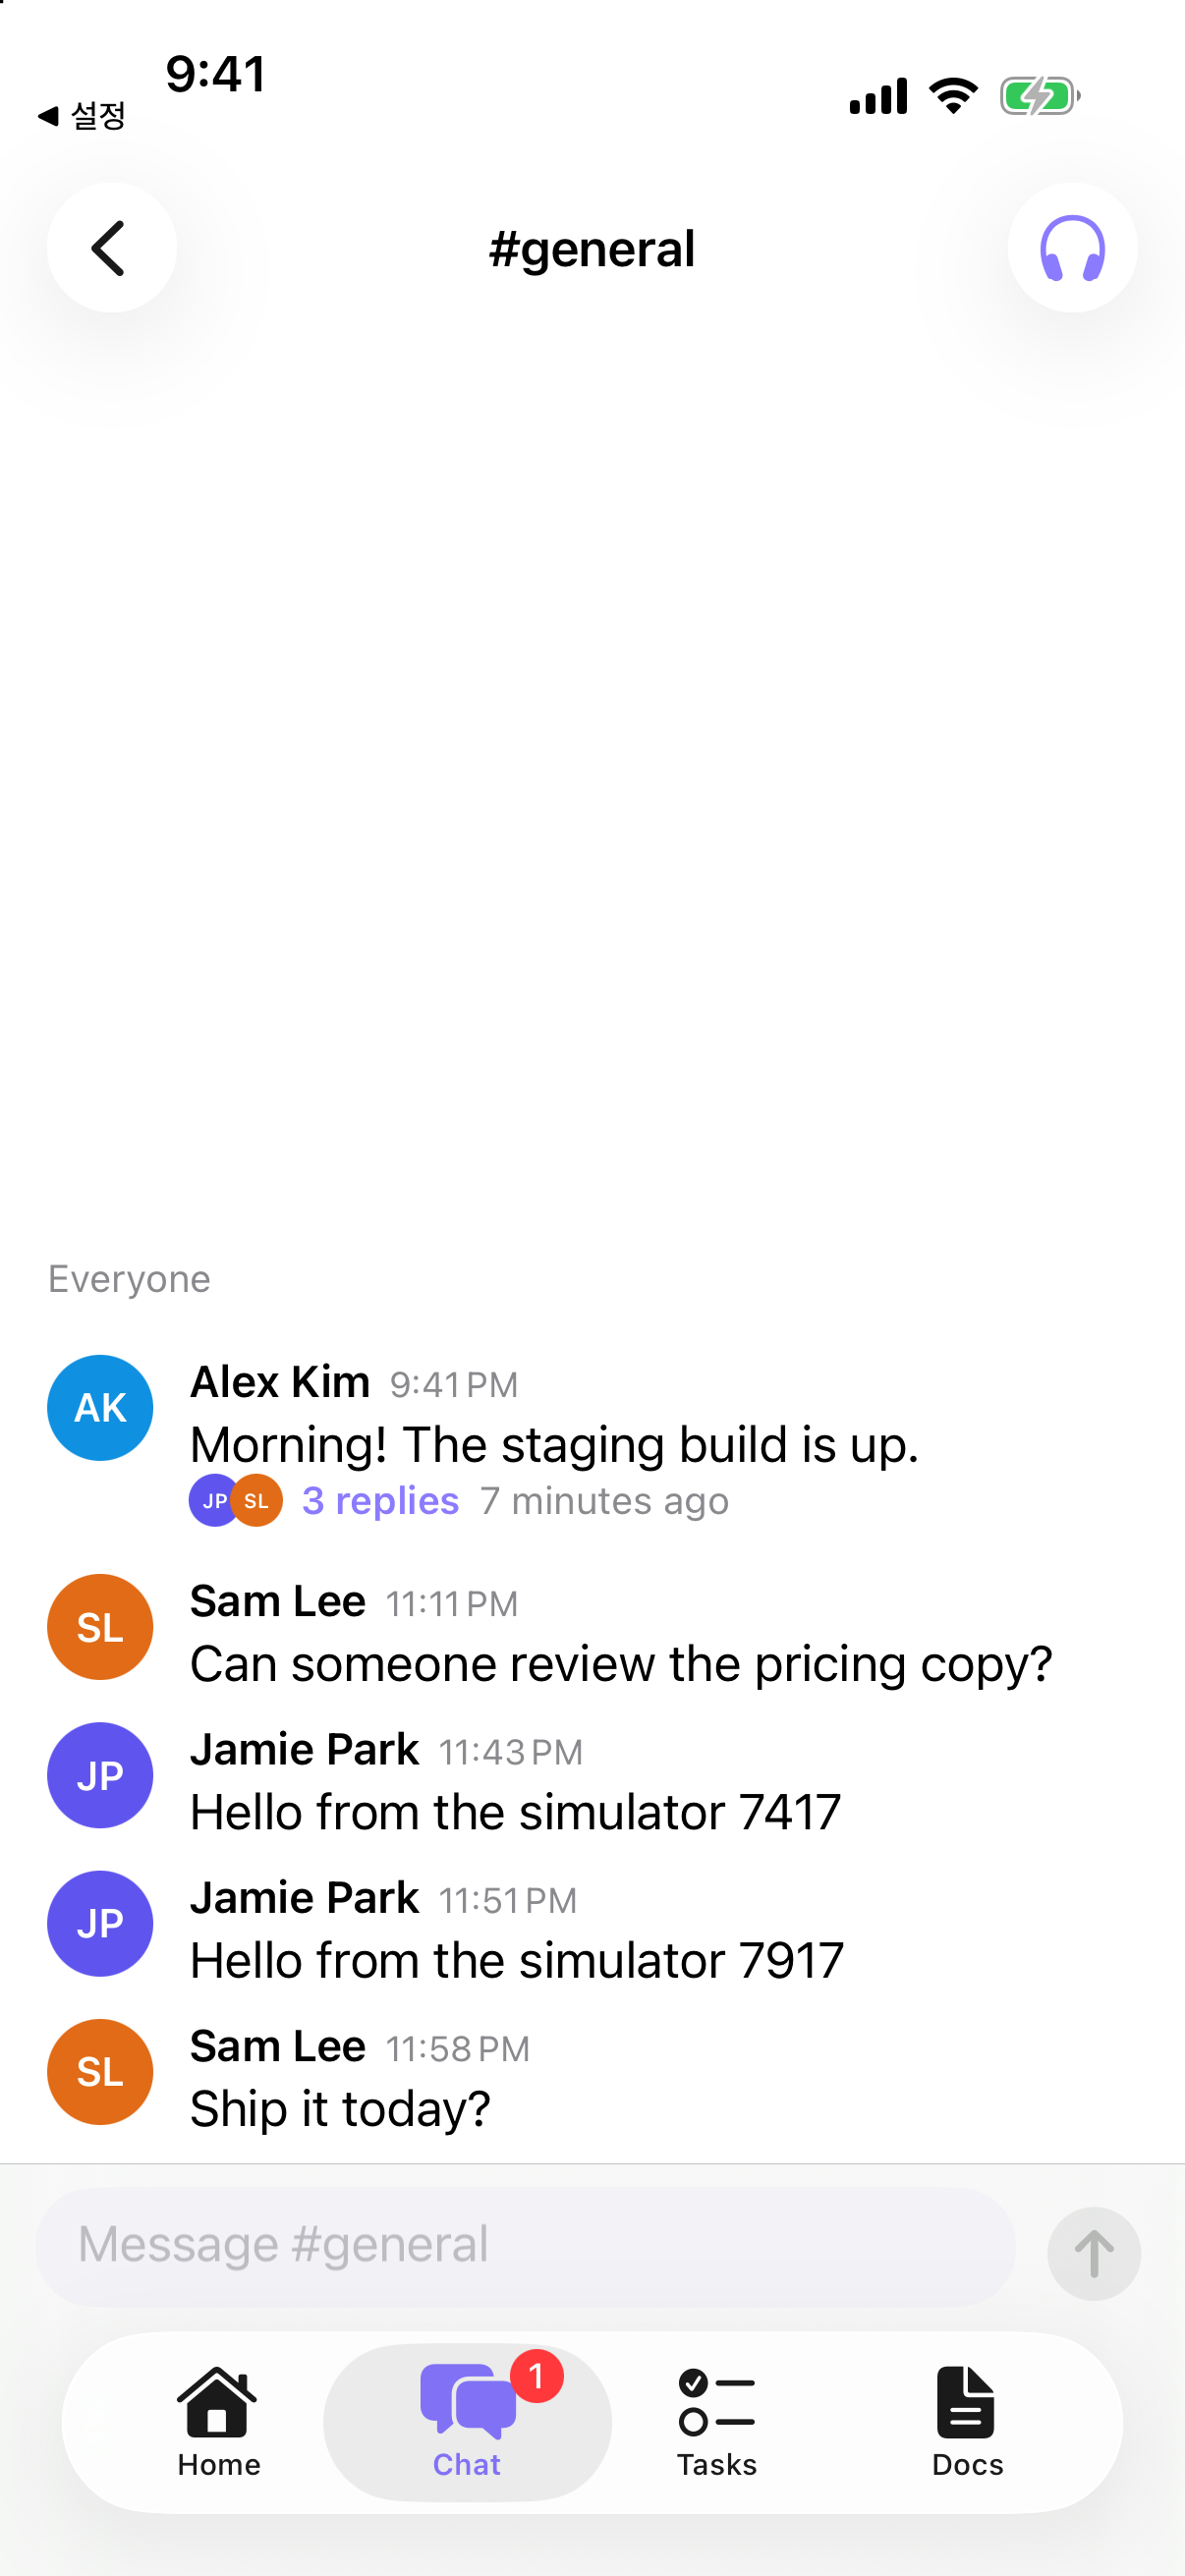 9:41
◀ 설정
#general
Everyone
AK
Alex Kim 9:41 PM
Morning! The staging build is up.
JP SL 3 replies 7 minutes ago
SL
Sam Lee 11:11 PM
Can someone review the pricing copy?
JP
Jamie Park 11:43 PM
Hello from the simulator 7417
JP
Jamie Park 11:51 PM
Hello from the simulator 7917
SL
Sam Lee 11:58 PM
Ship it today?
Message #general
1
Home Chat Tasks Docs